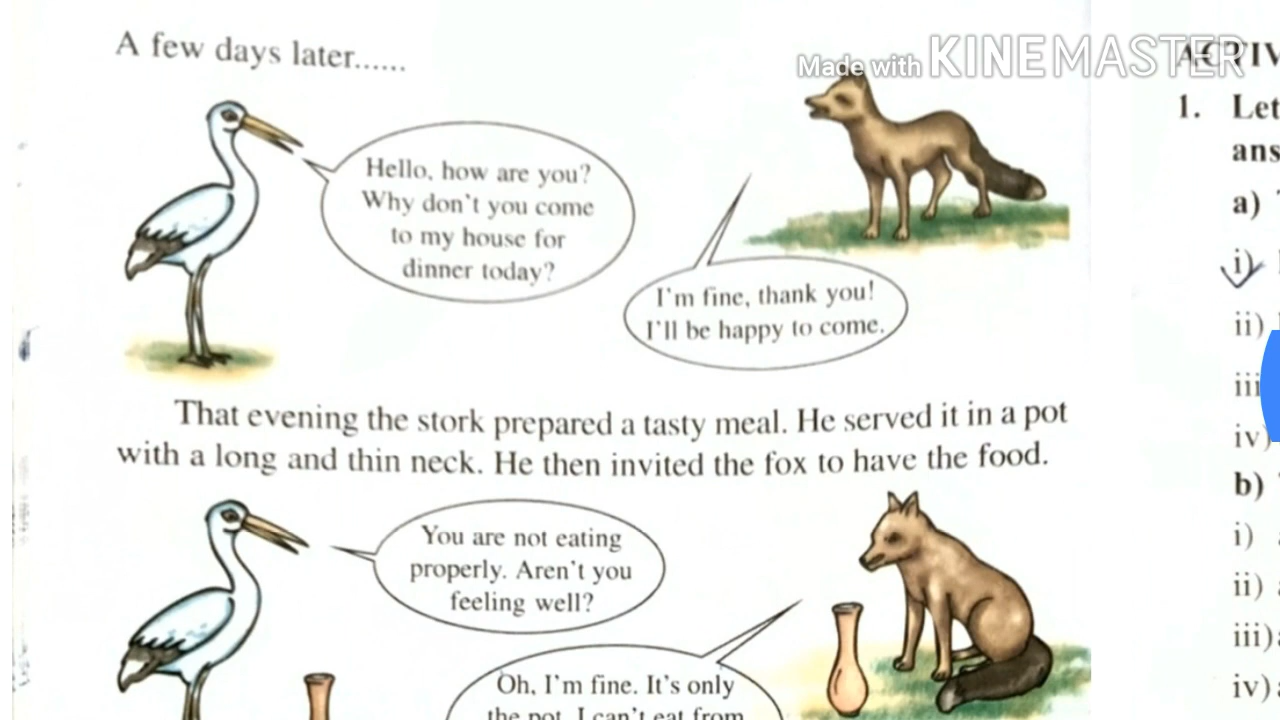 A few days later......
Made with KINEMASTER
Hello, how are you?
Why don't you come
to my house for
dinner today?
I'm fine, thank you!
I'll be happy to come.
That evening the stork prepared a tasty meal. He served it in a pot
with a long and thin neck. He then invited the fox to have the food.
You are not eating
properly. Aren't you
feeling well?
Oh, I'm fine. It's only
the pot. I can't eat from
1. Let
ans
a)
i)
ii)
iii
iv)
b)
i)
ii)
iii)
iv)